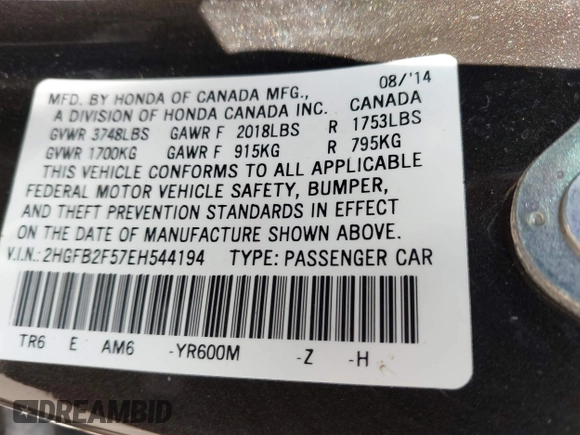 MFD. BY HONDA OF CANADA MFG., 08/'14
A DIVISION OF HONDA CANADA INC. CANADA
GVWR 3748LBS GAWR F 2018LBS R 1753LBS
GVWR 1700KG GAWR F 915KG R 795KG
THIS VEHICLE CONFORMS TO ALL APPLICABLE
FEDERAL MOTOR VEHICLE SAFETY, BUMPER,
AND THEFT PREVENTION STANDARDS IN EFFECT
ON THE DATE OF MANUFACTURE SHOWN ABOVE.
V.I.N.: 2HGFB2F57EH544194 TYPE: PASSENGER CAR
TR6 E AM6 -YR600M -Z -H
DREAMBID